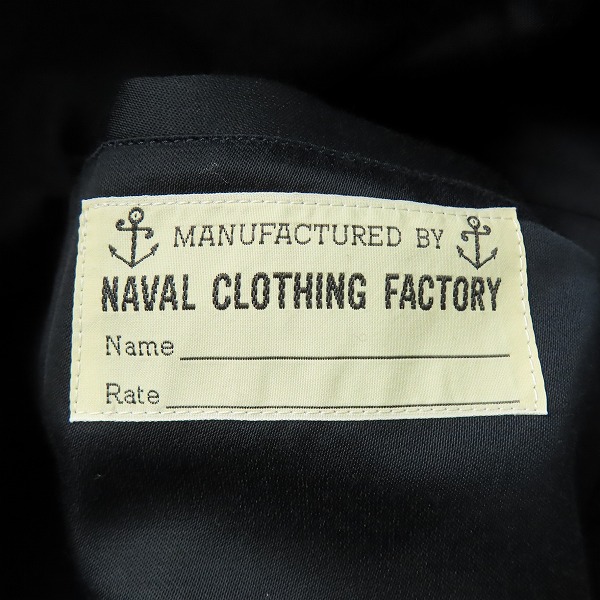 MANUFACTURED BY
NAVAL CLOTHING FACTORY
Name
Rate